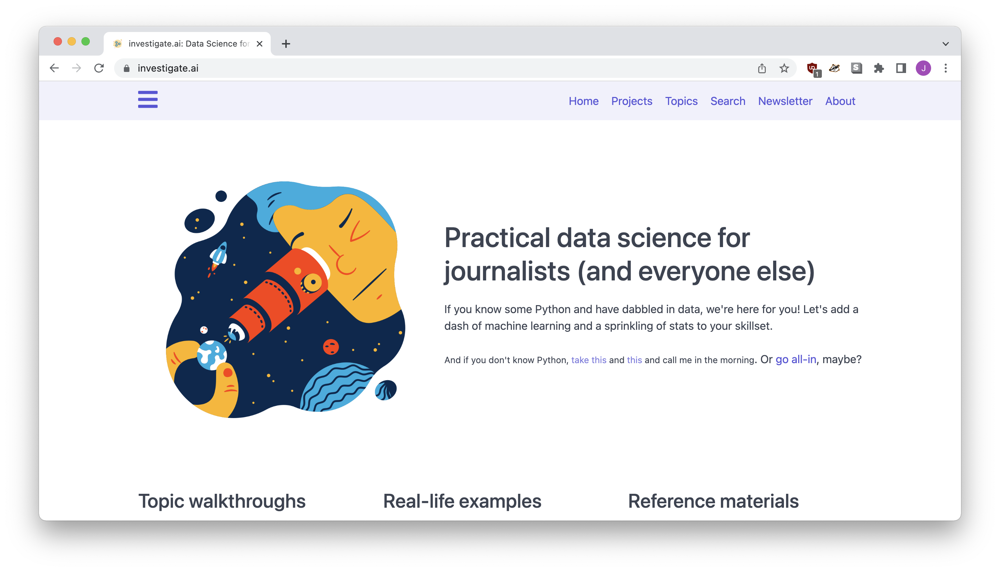 investigate.ai: Data Science for
investigate.ai
1
S
J
Home Projects Topics Search Newsletter About
Practical data science for
journalists (and everyone else)
If you know some Python and have dabbled in data, we're here for you! Let's add a
dash of machine learning and a sprinkling of stats to your skillset.
And if you don't know Python, take this and this and call me in the morning. Or go all-in, maybe?
Topic walkthroughs
Real-life examples
Reference materials